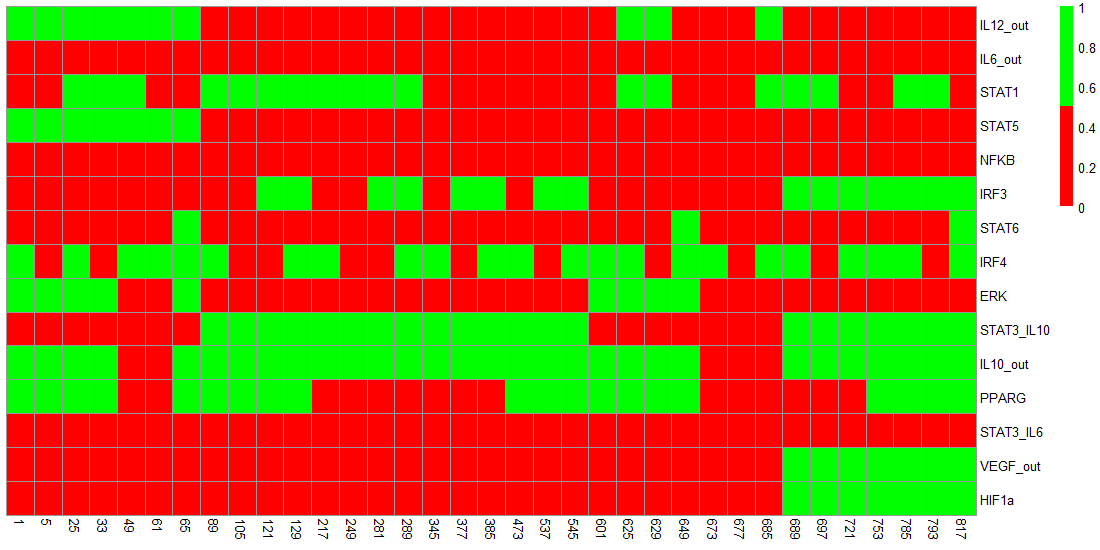 IL12_out
IL6_out
STAT1
STAT5
NFKB
IRF3
STAT6
IRF4
ERK
STAT3_IL10
IL10_out
PPARG
STAT3_IL6
VEGF_out
HIF1a
1
0.8
0.6
0.4
0.2
0
1 5 25 33 49 61 65 89 105 121 129 217 249 281 289 345 377 385 473 537 545 601 625 629 649 673 677 685 689 697 721 753 785 793 817